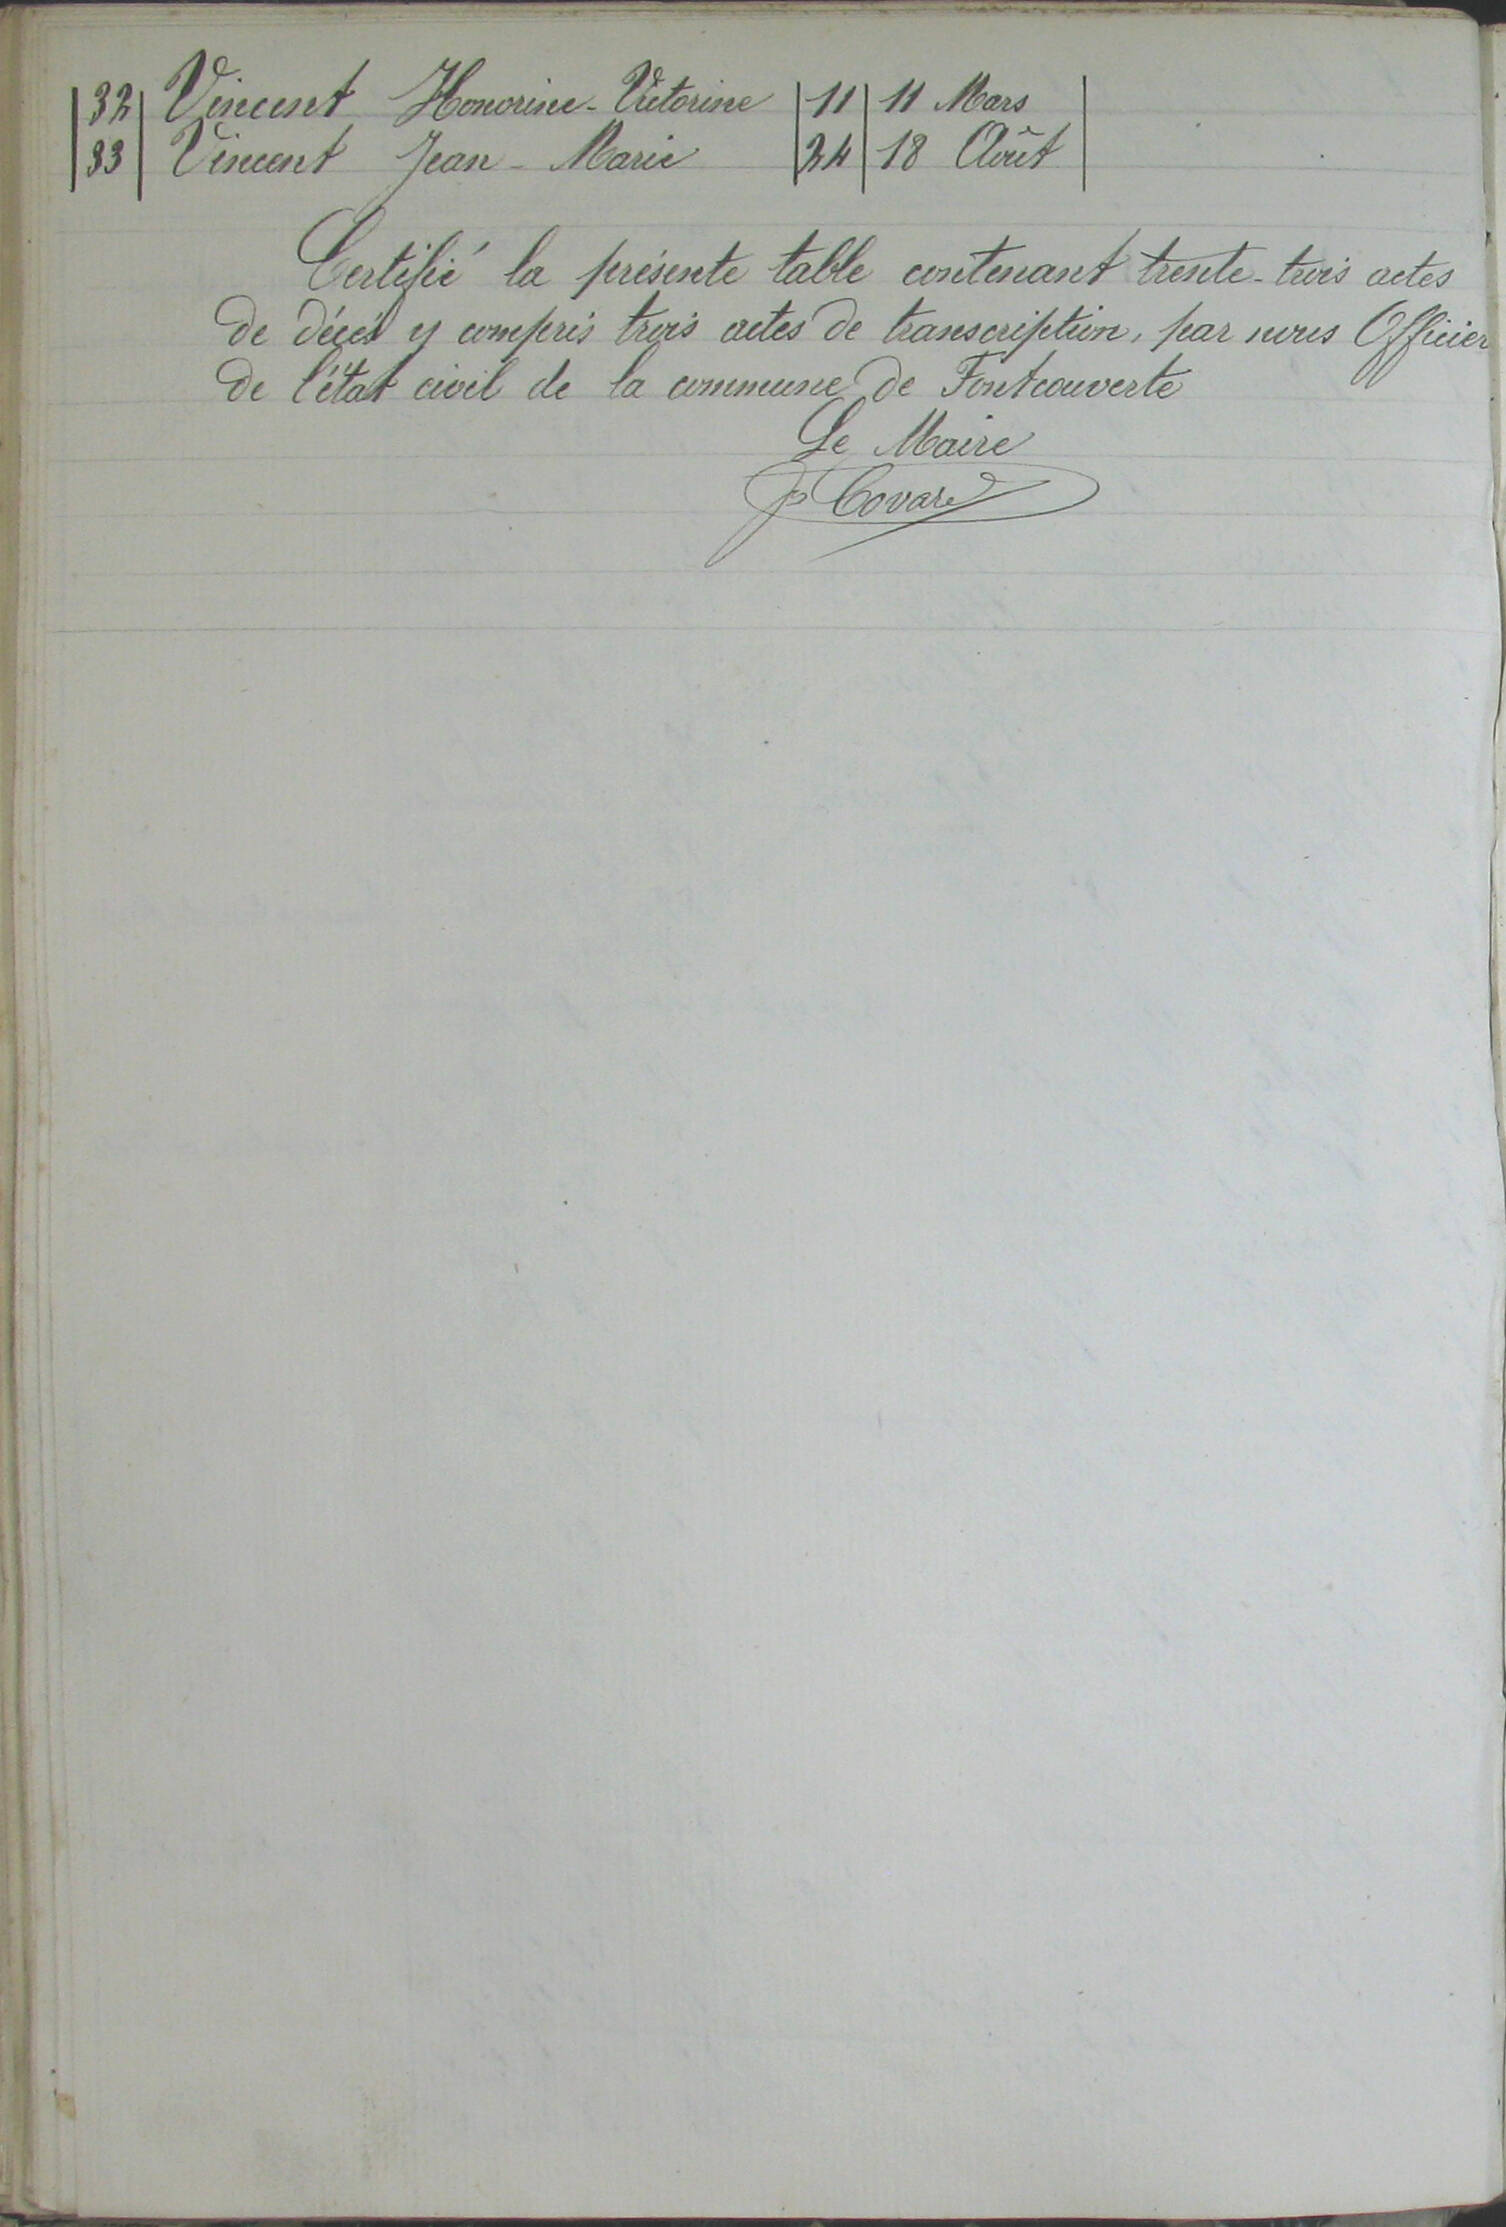 32 Vincent Honorine-Victorine 11 11 Mars
33 Vincent Jean-Marie 24 18 Août
Certifié la présente table contenant trente-trois actes
de décès y compris trois actes de transcription, par nous Officier
de l'état civil de la commune de Fontcouverte
Le Maire
Covarel